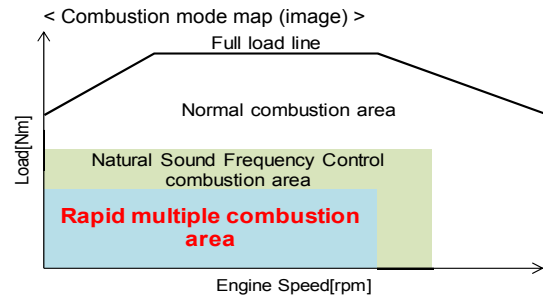 < Combustion mode map (image) >
Full load line
Normal combustion area
Load[Nm]
Natural Sound Frequency Control
combustion area
Rapid multiple combustion
area
Engine Speed[rpm]